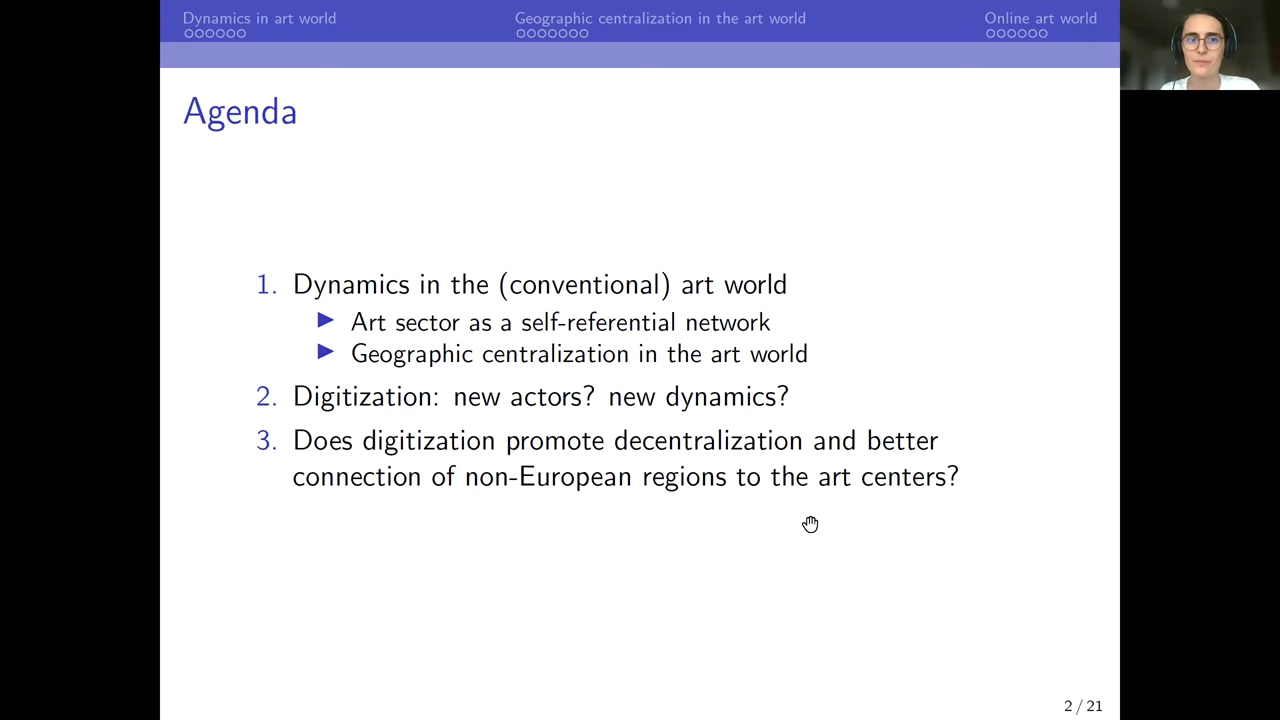 Dynamics in art world
Geographic centralization in the art world
Online art world
Agenda
1. Dynamics in the (conventional) art world
Art sector as a self-referential network
Geographic centralization in the art world
2. Digitization: new actors? new dynamics?
3. Does digitization promote decentralization and better
connection of non-European regions to the art centers?
2 / 21